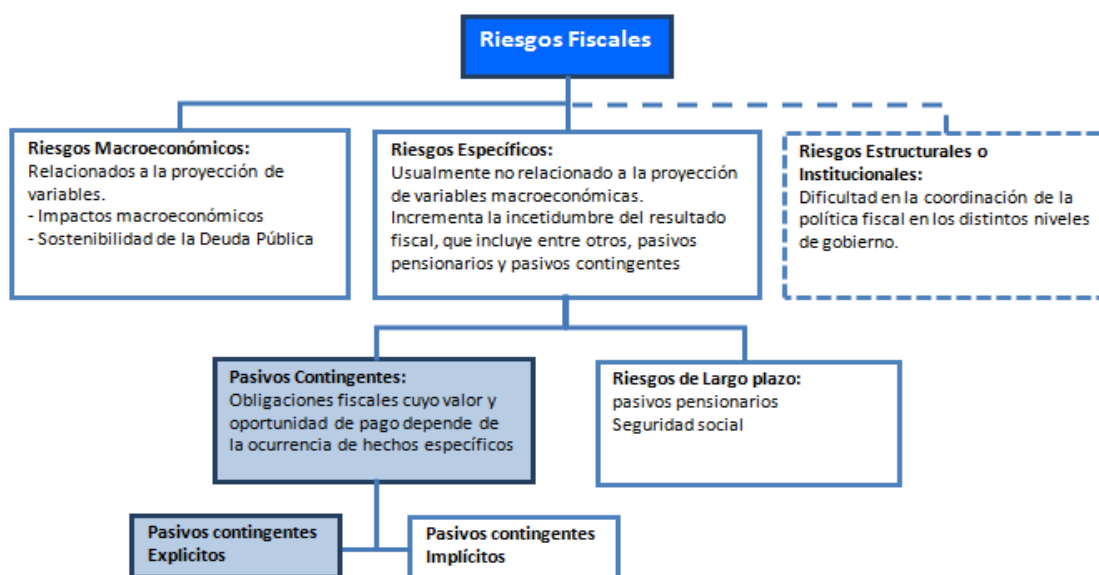 Riesgos Fiscales
Riesgos Macroeconómicos:
Relacionados a la proyección de
variables.
- Impactos macroeconómicos
- Sostenibilidad de la Deuda Pública
Riesgos Específicos:
Usualmente no relacionado a la proyección
de variables macroeconómicas.
Incrementa la incetidumbre del resultado
fiscal, que incluye entre otros, pasivos
pensionarios y pasivos contingentes
Riesgos Estructurales o
Institucionales:
Dificultad en la coordinación de la
política fiscal en los distintos niveles
de gobierno.
Pasivos Contingentes:
Obligaciones fiscales cuyo valor y
oportunidad de pago depende de
la ocurrencia de hechos específicos
Riesgos de Largo plazo:
pasivos pensionarios
Seguridad social
Pasivos contingentes
Explicitos
Pasivos contingentes
Implícitos